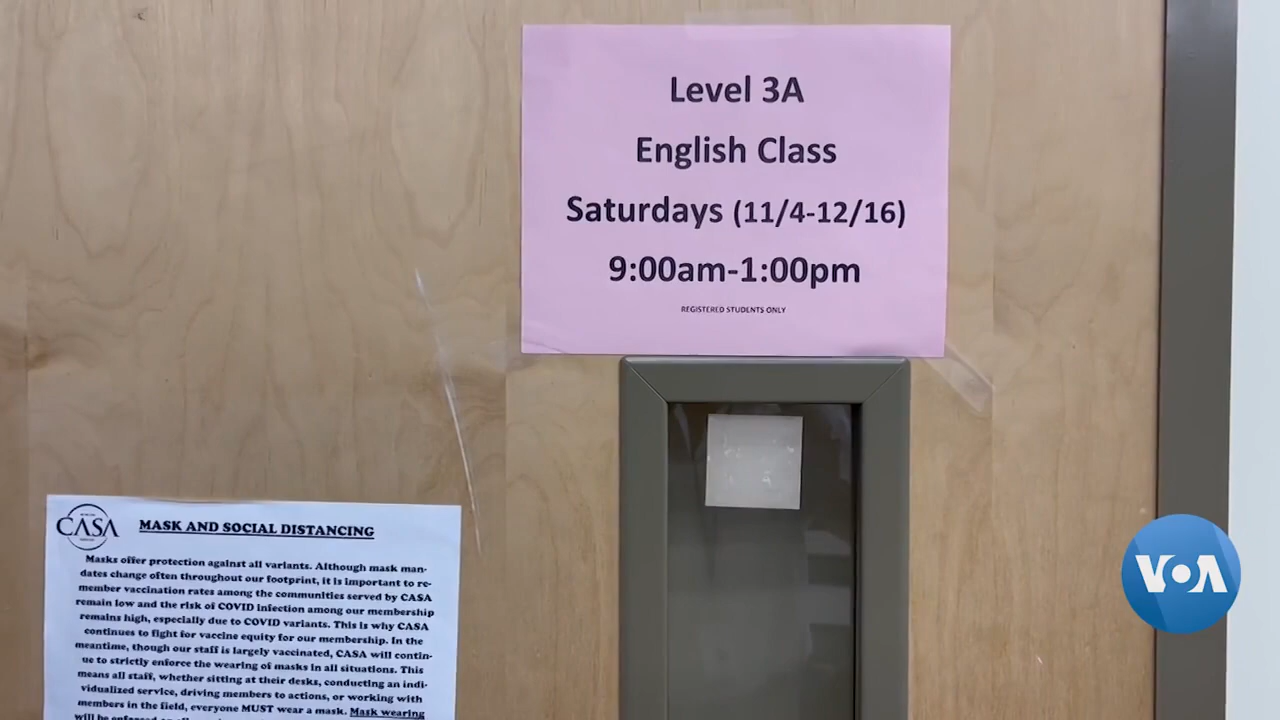 Level 3A
English Class
Saturdays (11/4-12/16)
9:00am-1:00pm
REGISTERED STUDENTS ONLY
CASA
MASK AND SOCIAL DISTANCING
Masks offer protection against all variants. Although mask man-
dates change often throughout our footprint, it is important to re-
member vaccination rates among the communities served by CASA
remain low and the risk of COVID infection among our membership
remains high, especially due to COVID variants. This is why CASA
continues to fight for vaccine equity for our membership. In the
meantime, though our staff is largely vaccinated, CASA will contin-
ue to strictly enforce the wearing of masks in all situations. This
means all staff, whether sitting at their desks, conducting an indi-
vidualized service, driving members to actions, or working with
members in the field, everyone MUST wear a mask. Mask wearing
will be enforced
VOA